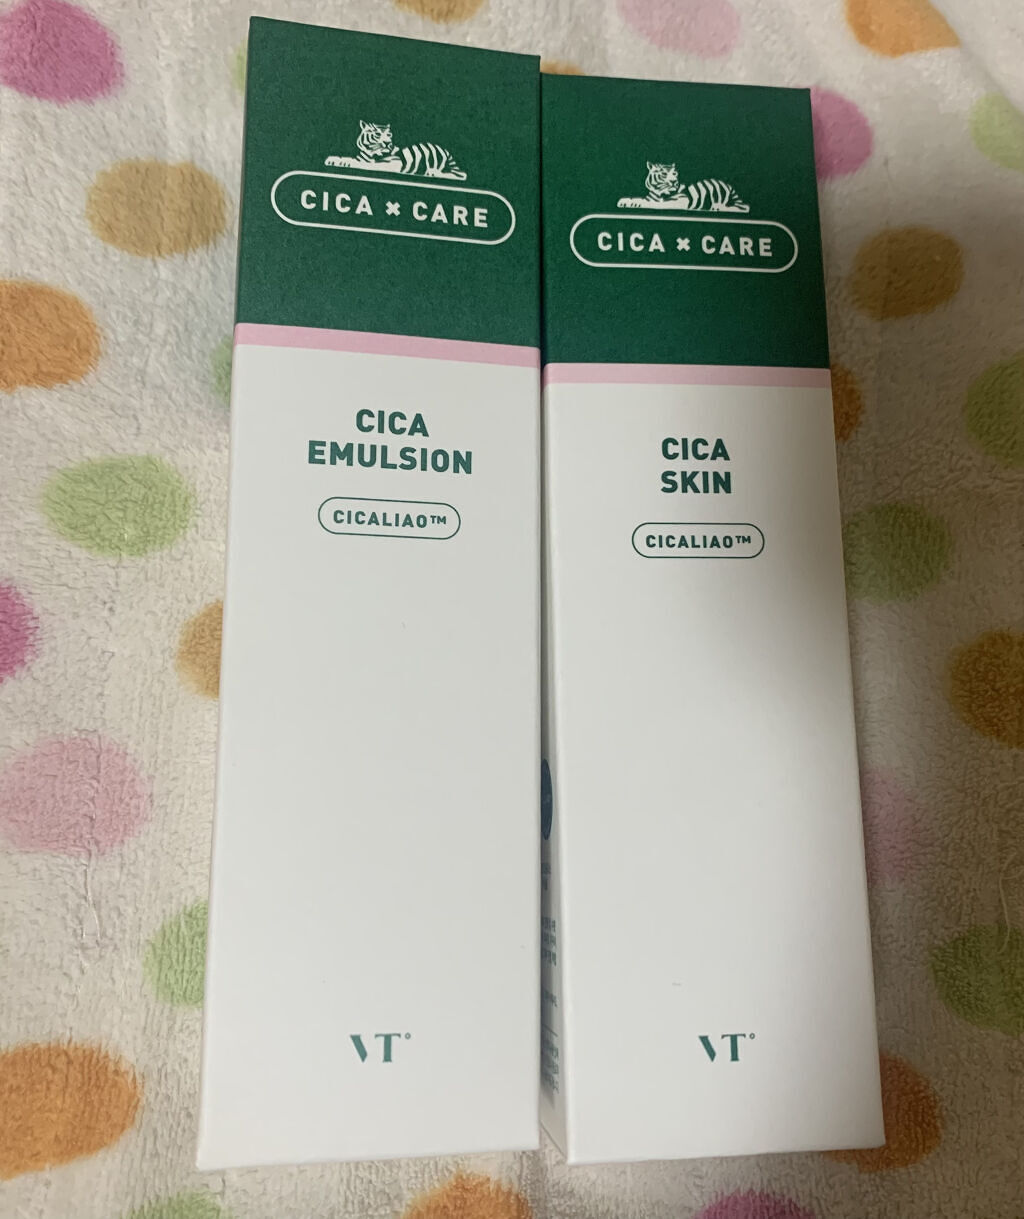 CICA × CARE
CICA
EMULSION
CICALIAO™
VT°
CICA × CARE
CICA
SKIN
CICALIAO™
VT°